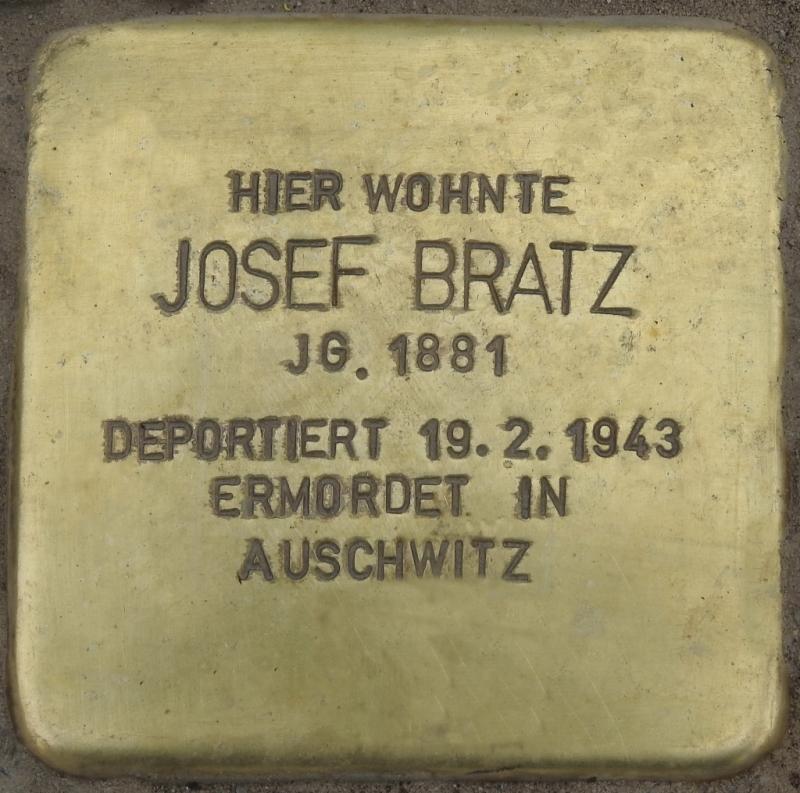 HIER WOHNTE
JOSEF BRATZ
JG. 1881
DEPORTIERT 19.2.1943
ERMORDET IN
AUSCHWITZ